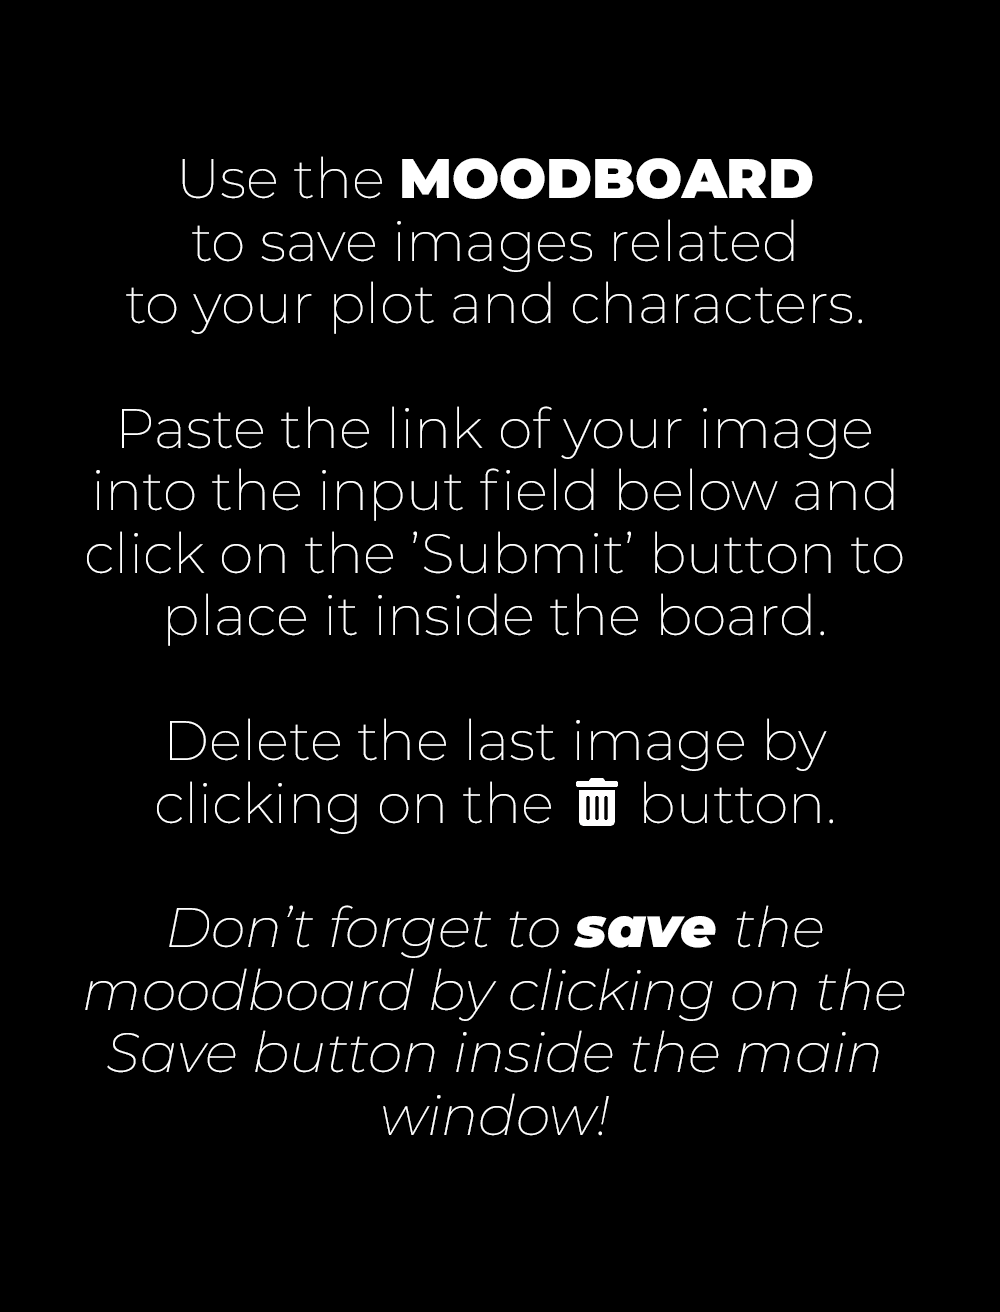 Use the MOODBOARD
to save images related
to your plot and characters.
Paste the link of your image
into the input field below and
click on the ’Submit’ button to
place it inside the board.
Delete the last image by
clicking on the button.
Don’t forget to save the
moodboard by clicking on the
Save button inside the main
window!